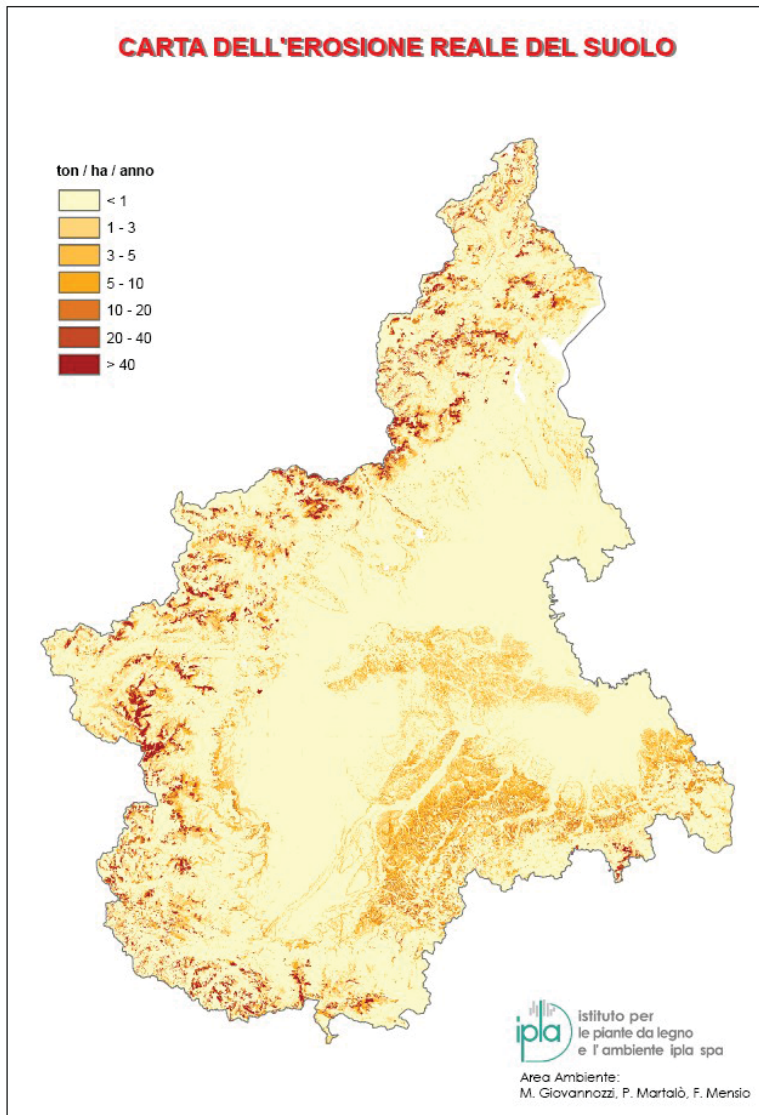 CARTA DELL'EROSIONE REALE DEL SUOLO
ton / ha / anno
< 1
1 - 3
3 - 5
5 - 10
10 - 20
20 - 40
> 40
ipla
istituto per
le piante da legno
e l' ambiente ipla spa
Area Ambiente:
M. Giovannozzi, P. Martalò, F. Mensio